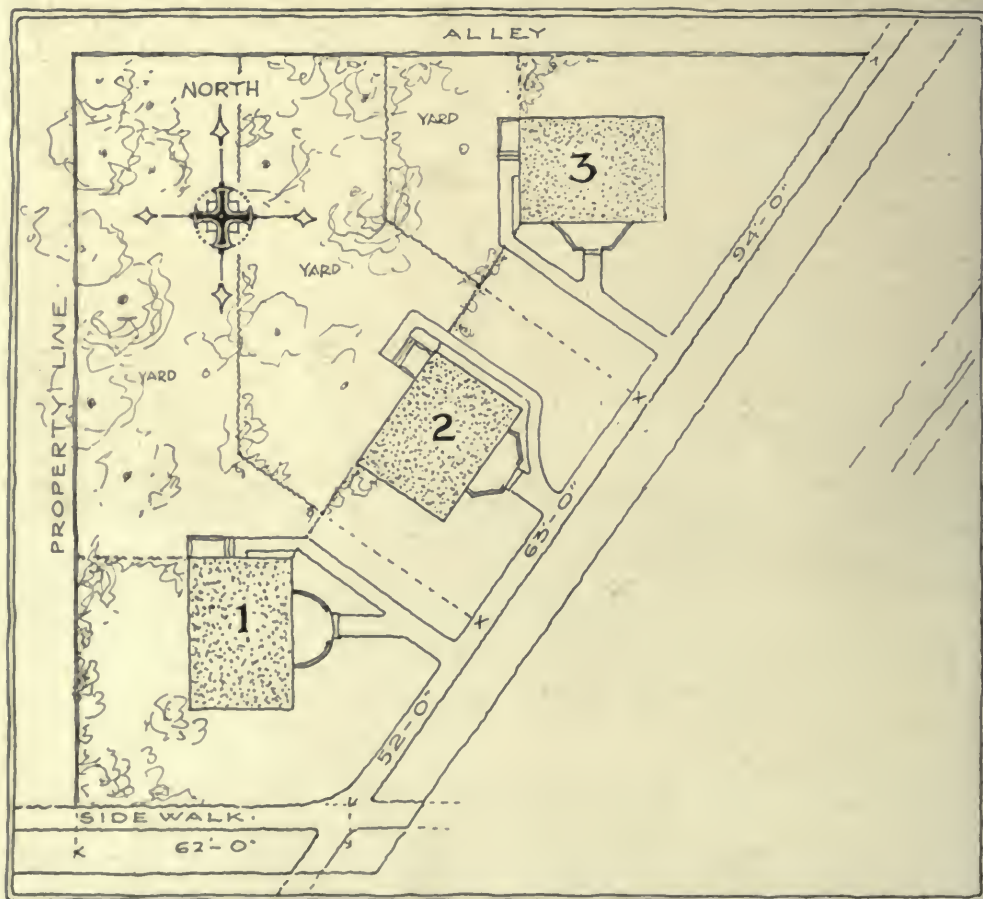 ALLEY
NORTH
YARD
3
94-0"
YARD
PROPERTY LINE.
YARD
2
63-0"
1
x
x
52-0"
SIDE WALK.
x
62'-0"